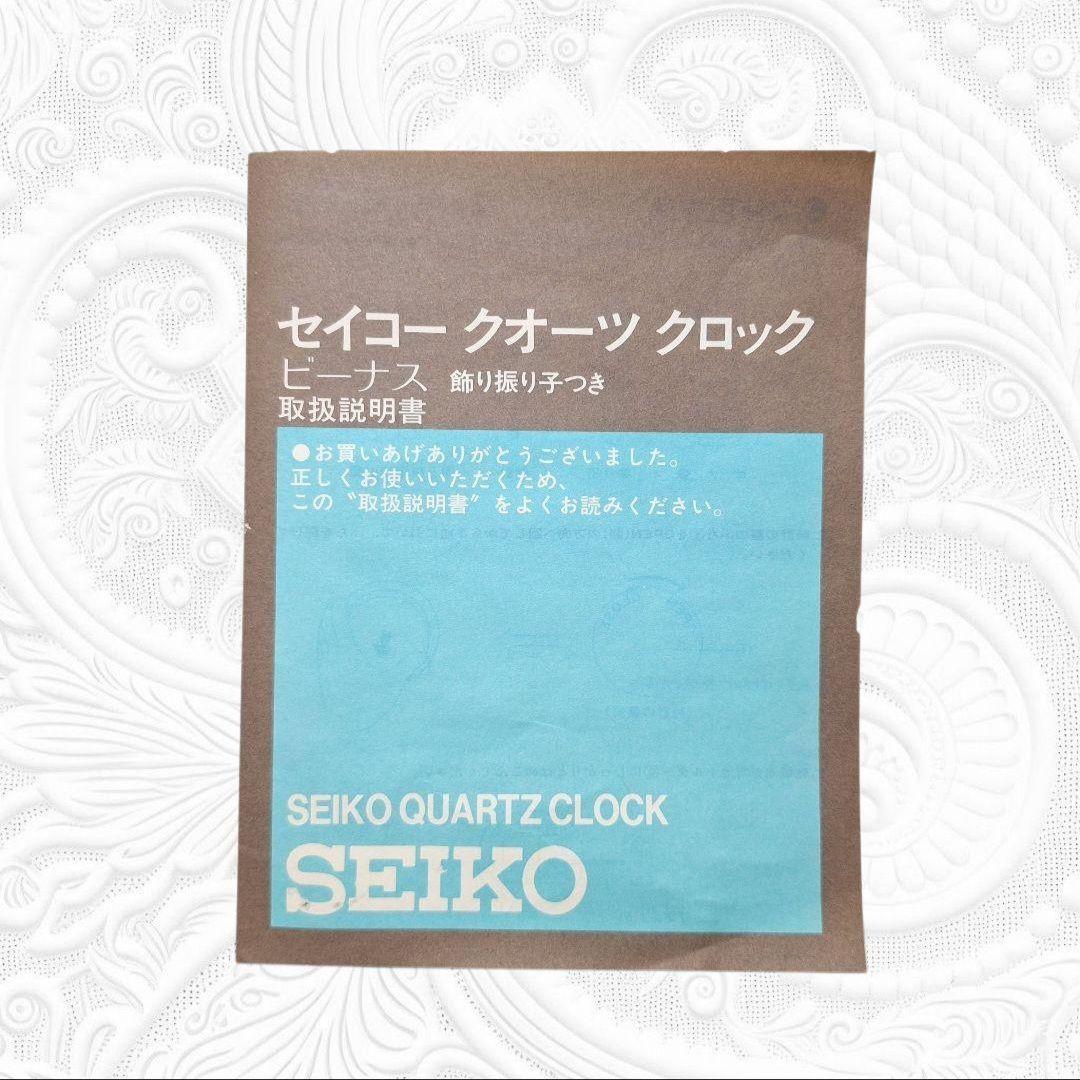 セイコー クオーツ クロック
ビーナス 飾り振り子つき
取扱説明書
●お買いあげありがとうございました。
正しくお使いいただくため、
この〝取扱説明書〟をよくお読みください。
SEIKO QUARTZ CLOCK
SEIKO